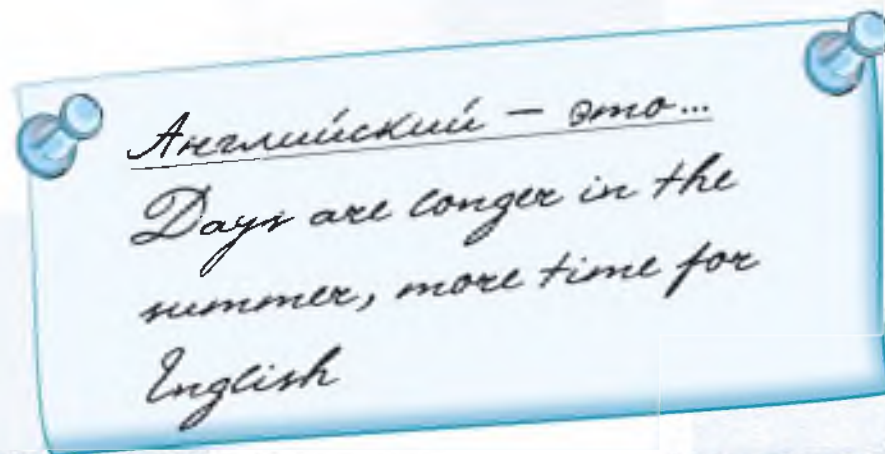 Английский – это...
Days are longer in the
summer, more time for
English